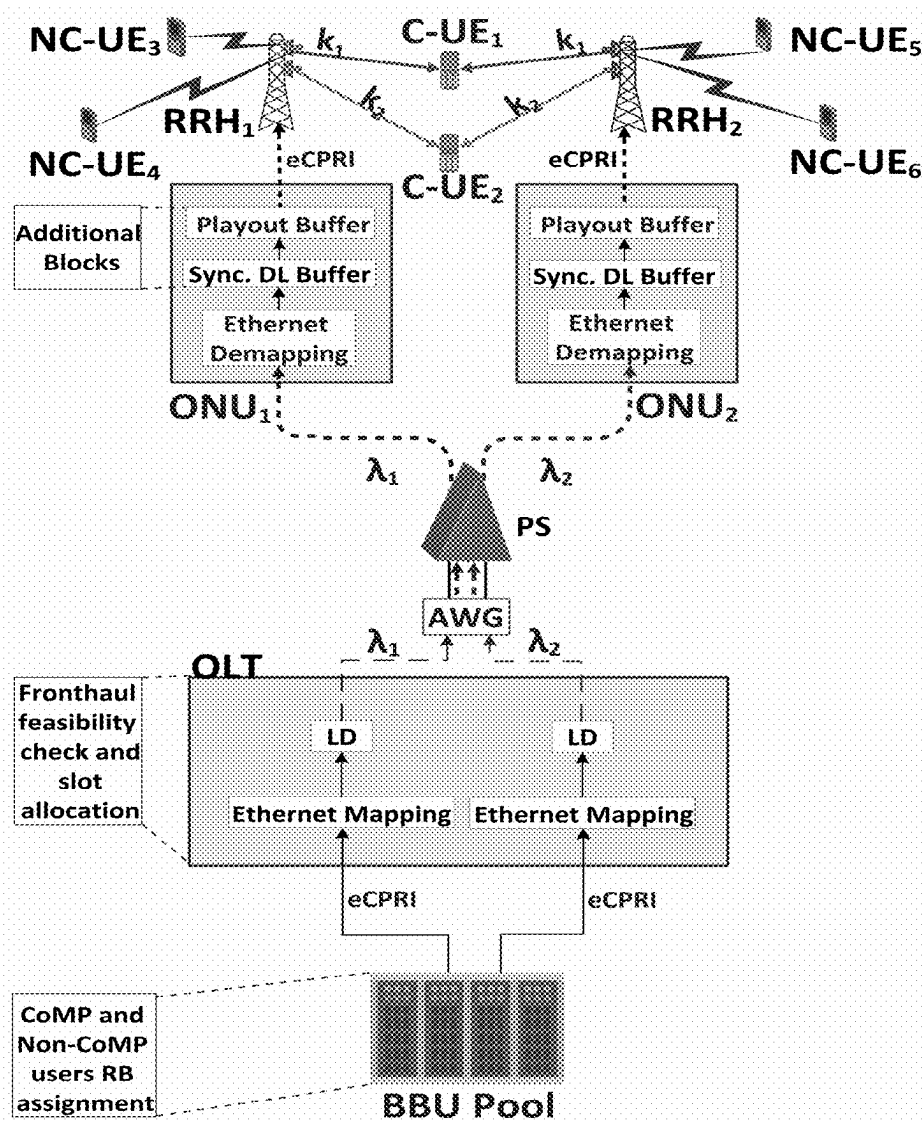 NC-UE₃
k₁
C-UE₁
k₁
NC-UE₅
RRH₁
k₂
k₂
RRH₂
NC-UE₄
eCPRI
C-UE₂
eCPRI
NC-UE₆
Additional
Blocks
Playout Buffer
Sync. DL Buffer
Ethernet
Demapping
Playout Buffer
Sync. DL Buffer
Ethernet
Demapping
ONU₁
ONU₂
λ₁
λ₂
PS
AWG
λ₁
λ₂
OLT
Fronthaul
feasibility
check and
slot
allocation
LD
LD
Ethernet Mapping
Ethernet Mapping
eCPRI
eCPRI
CoMP and
Non-CoMP
users RB
assignment
BBU Pool